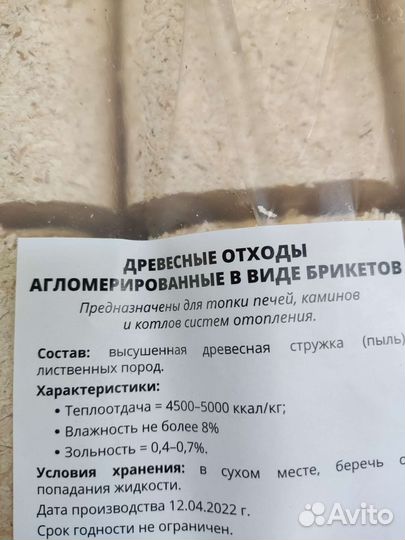 ДРЕВЕСНЫЕ ОТХОДЫ
АГЛОМЕРИРОВАННЫЕ В ВИДЕ БРИКЕТОВ
Предназначены для топки печей, каминов
и котлов систем отопления.
Состав: высушенная древесная стружка (пыль)
лиственных пород.
Характеристики:
• Теплоотдача = 4500–5000 ккал/кг;
• Влажность не более 8%
• Зольность = 0,4–0,7%.
Условия хранения: в сухом месте, беречь о
попадания жидкости.
Дата производства 12.04.2022 г.
Срок годности не ограничен.
Avito